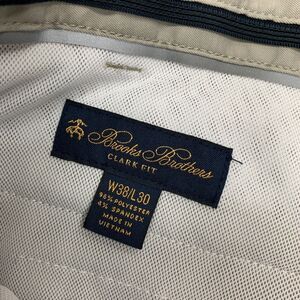 Brooks Brothers
CLARK FIT
W38/L30
96% POLYESTER
4% SPANDEX
MADE IN
VIETNAM